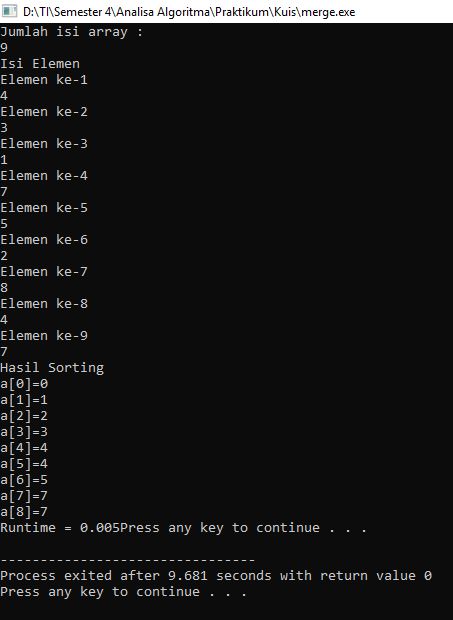 D:\TI\Semester 4\Analisa Algoritma\Praktikum\Kuis\merge.exe
Jumlah isi array :
9
Isi Elemen
Elemen ke-1
4
Elemen ke-2
3
Elemen ke-3
1
Elemen ke-4
7
Elemen ke-5
5
Elemen ke-6
2
Elemen ke-7
8
Elemen ke-8
4
Elemen ke-9
7
Hasil Sorting
a[0]=0
a[1]=1
a[2]=2
a[3]=3
a[4]=4
a[5]=4
a[6]=5
a[7]=7
a[8]=7
Runtime = 0.005Press any key to continue . . .
--------------------------------
Process exited after 9.681 seconds with return value 0
Press any key to continue . . .